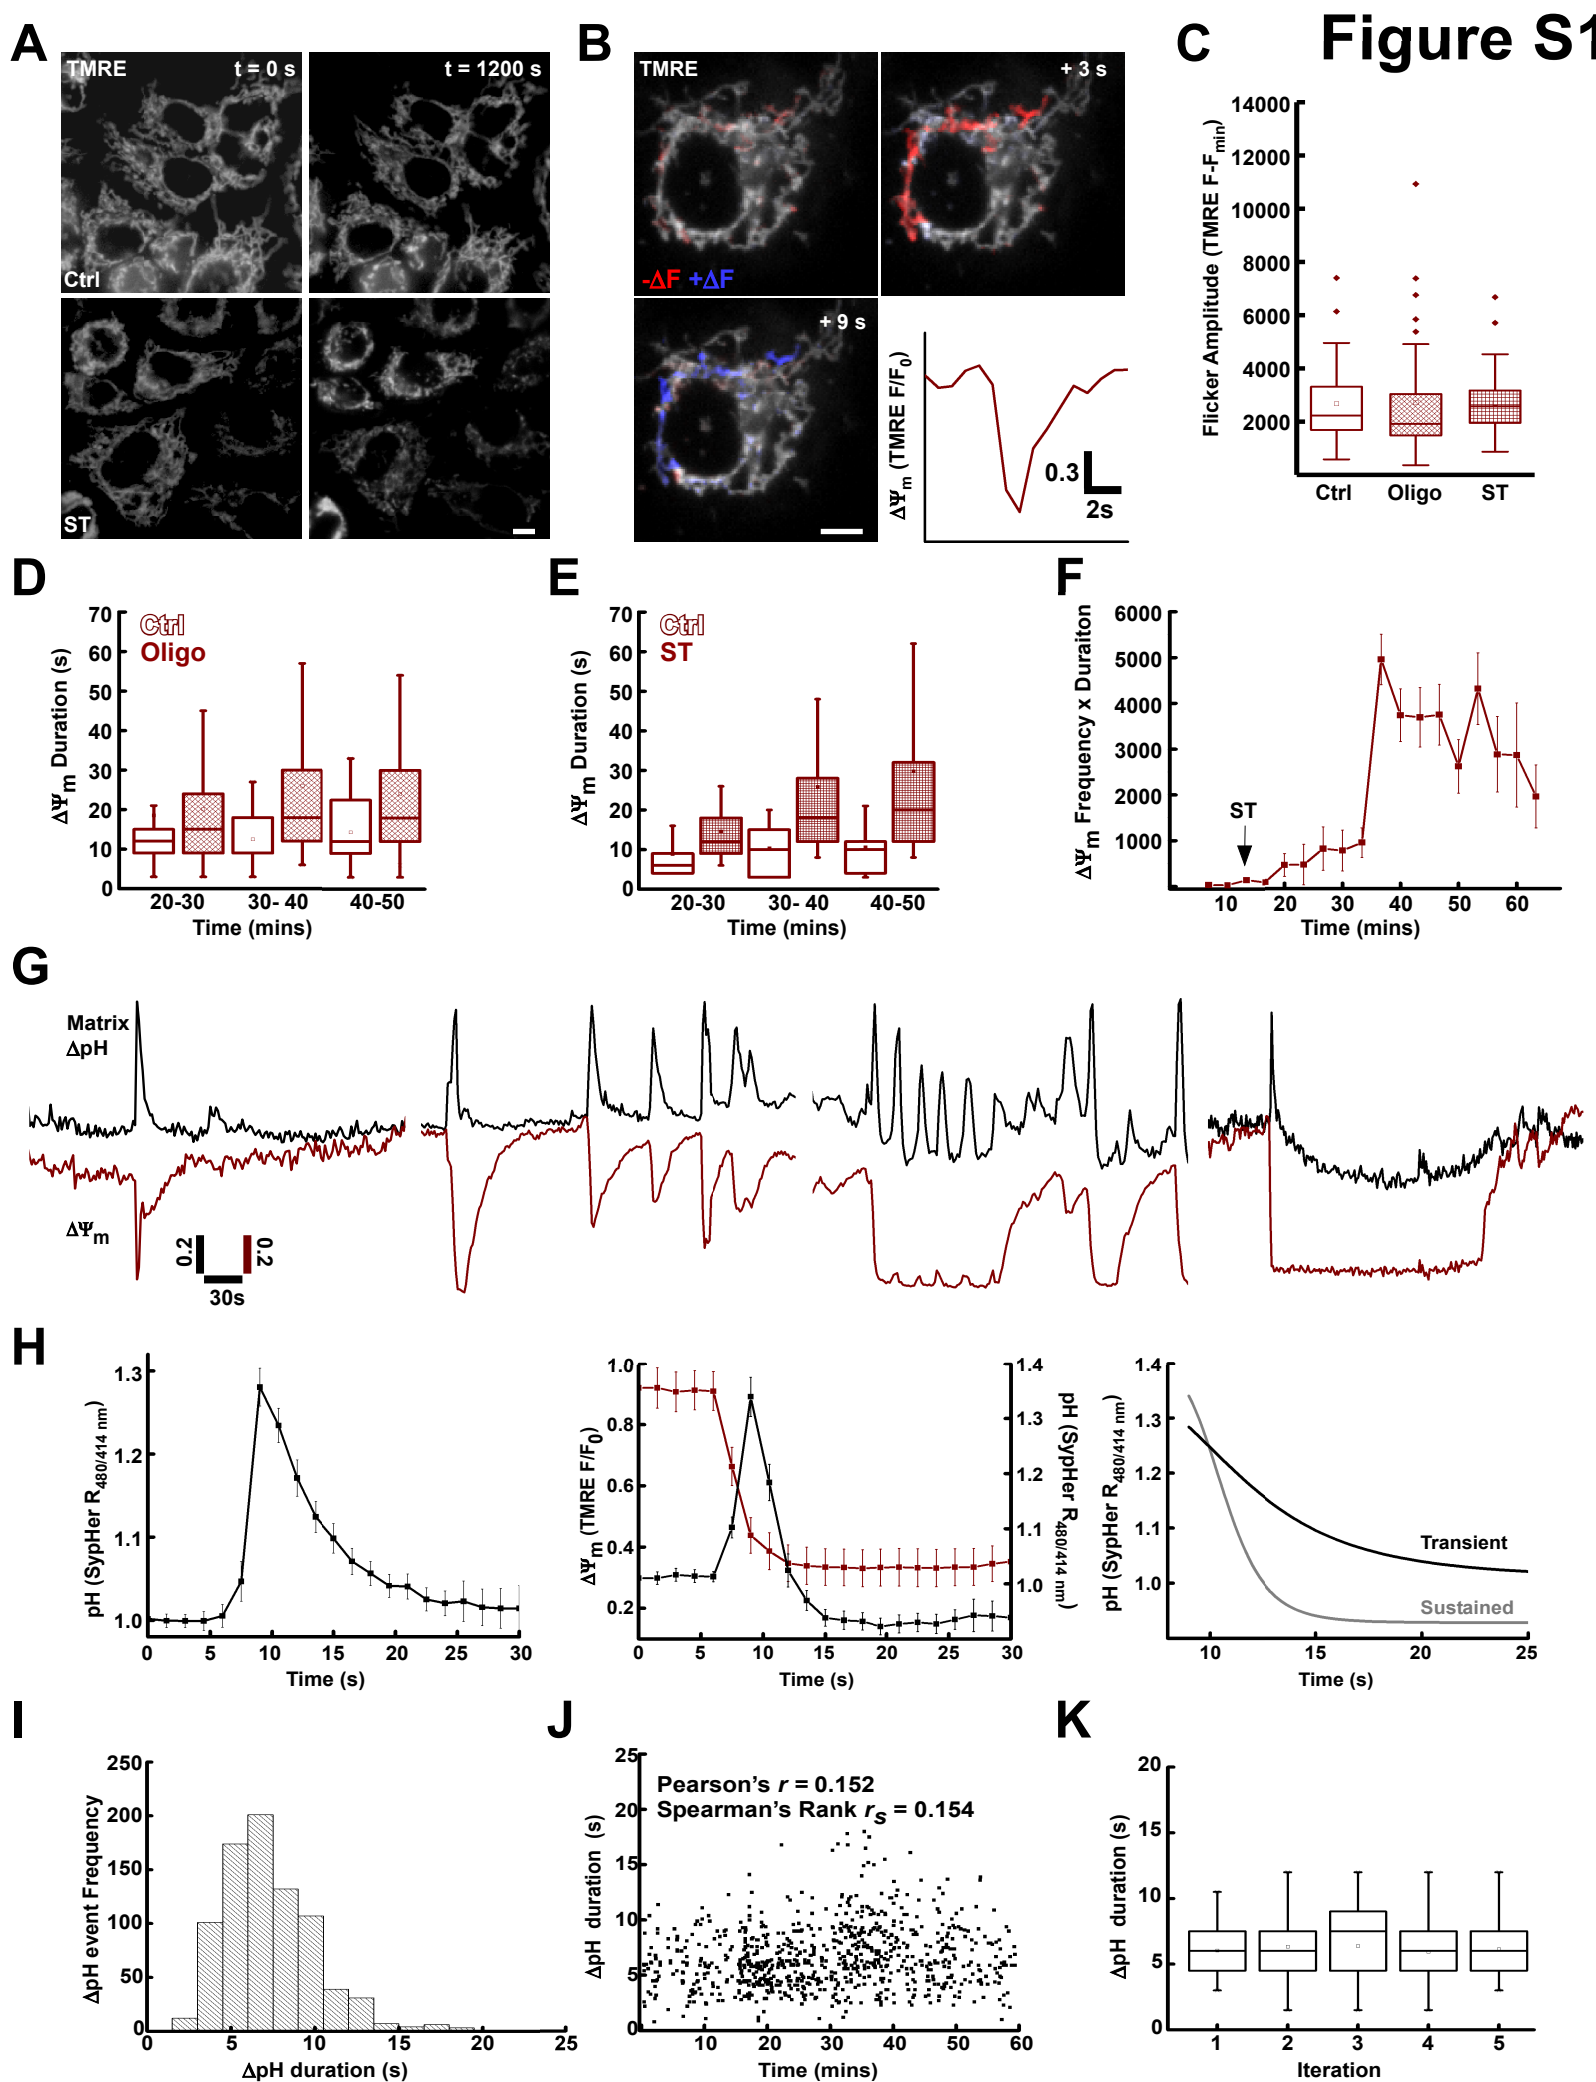 Figure S1
A
TMRE
t = 0 s
t = 1200 s
Ctrl
ST
B
TMRE
+ 3 s
-ΔF +ΔF
+ 9 s
ΔΨm (TMRE F/F0)
0.3
2s
C
Flicker Amplitude (TMRE F-Fmin)
14000
12000
10000
8000
6000
4000
2000
Ctrl Oligo ST
D
ΔΨm Duration (s)
70
60
50
40
30
20
10
0
Ctrl
Oligo
20-30 30- 40 40-50
Time (mins)
E
ΔΨm Duration (s)
70
60
50
40
30
20
10
0
Ctrl
ST
20-30 30- 40 40-50
Time (mins)
F
ΔΨm Frequency x Duraiton
6000
5000
4000
3000
2000
1000
ST
10 20 30 40 50 60
Time (mins)
G
Matrix
ΔpH
ΔΨm
0.2
0.2
30s
H
pH (SypHer R480/414 nm)
1.3
1.2
1.1
1.0
0 5 10 15 20 25 30
Time (s)
ΔΨm (TMRE F/F0)
1.0
0.8
0.6
0.4
0.2
0 5 10 15 20 25 30
Time (s)
1.4
1.3
1.2
1.1
1.0
pH (SypHer R480/414 nm)
pH (SypHer R480/414 nm)
1.4
1.3
1.2
1.1
1.0
Transient
Sustained
10 15 20 25
Time (s)
I
ΔpH event Frequency
250
200
150
100
50
0
0 5 10 15 20 25
ΔpH duration (s)
J
ΔpH duration (s)
25
20
15
10
5
0
Pearson's r = 0.152
Spearman's Rank rs = 0.154
10 20 30 40 50 60
Time (mins)
K
ΔpH duration (s)
20
15
10
5
0
1 2 3 4 5
Iteration